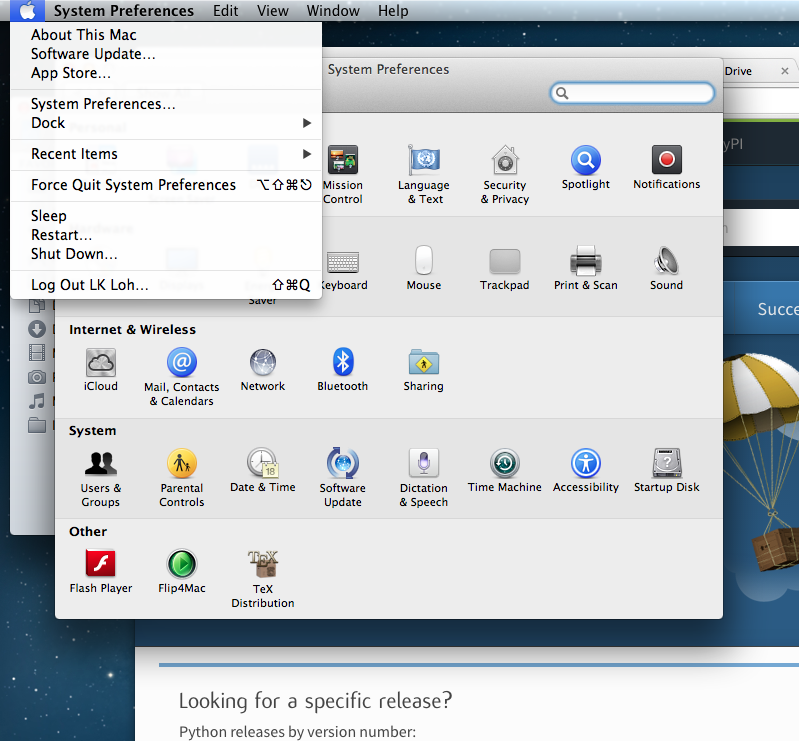 System Preferences Edit View Window Help
About This Mac
Software Update...
App Store...
System Preferences...
Dock
Recent Items
Force Quit System Preferences ⌥⇧⌘⎋
Sleep
Restart...
Shut Down...
Log Out LK Loh... ⇧⌘Q
System Preferences
Drive
yPI
Mission
Control
Language
& Text
Security
& Privacy
Spotlight
Notifications
Keyboard
Mouse
Trackpad
Print & Scan
Sound
Saver
Internet & Wireless
iCloud
Mail, Contacts
& Calendars
Network
Bluetooth
Sharing
System
Users &
Groups
Parental
Controls
Date & Time
18
Software
Update
Dictation
& Speech
Time Machine
Accessibility
Startup Disk
Other
Flash Player
Flip4Mac
TeX
TeX
Distribution
Succe
Looking for a specific release?
Python releases by version number: